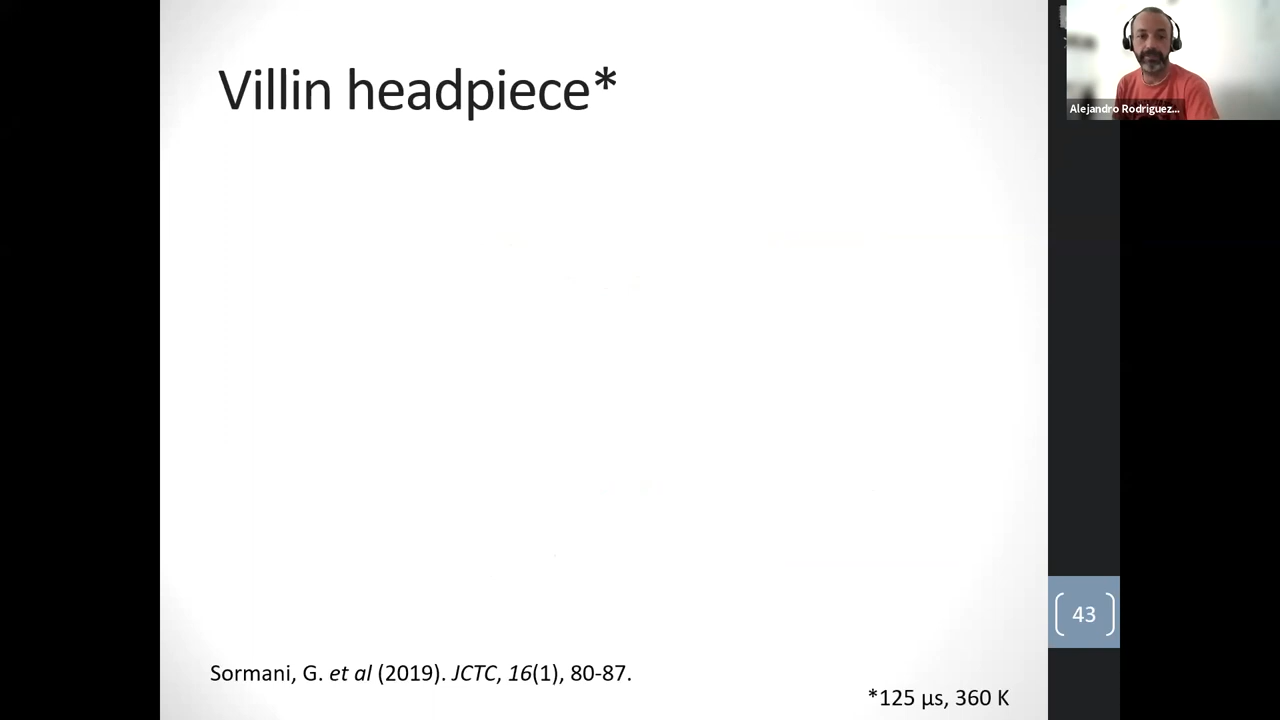 Villin headpiece*
Alejandro Rodriguez...
43
Sormani, G. et al (2019). JCTC, 16(1), 80-87.
*125 µs, 360 K